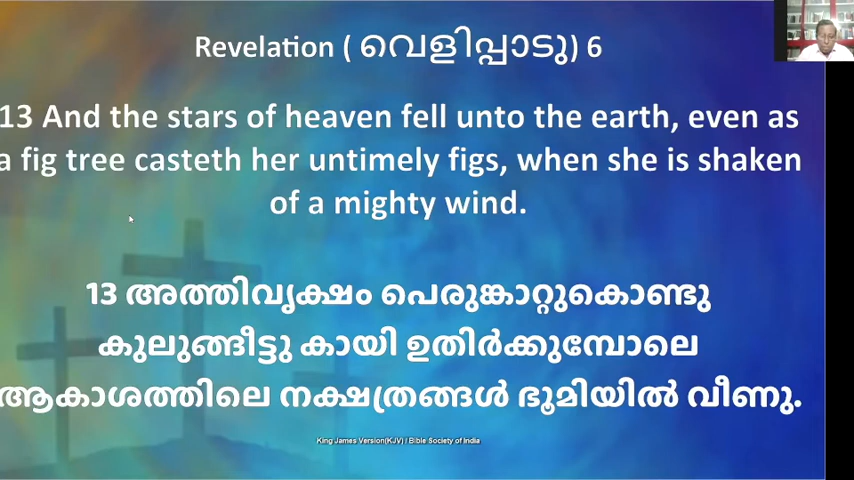 Revelation ( വെളിപ്പാടു) 6
13 And the stars of heaven fell unto the earth, even as
a fig tree casteth her untimely figs, when she is shaken
of a mighty wind.
13 അത്തിവൃക്ഷം പെരുങ്കാറ്റുകൊണ്ടു
കുലുങ്ങീട്ടു കായി ഉതിർക്കുമ്പോലെ
ആകാശത്തിലെ നക്ഷത്രങ്ങൾ ഭൂമിയിൽ വീണു.
King James Version(KJV) / Bible Society of India